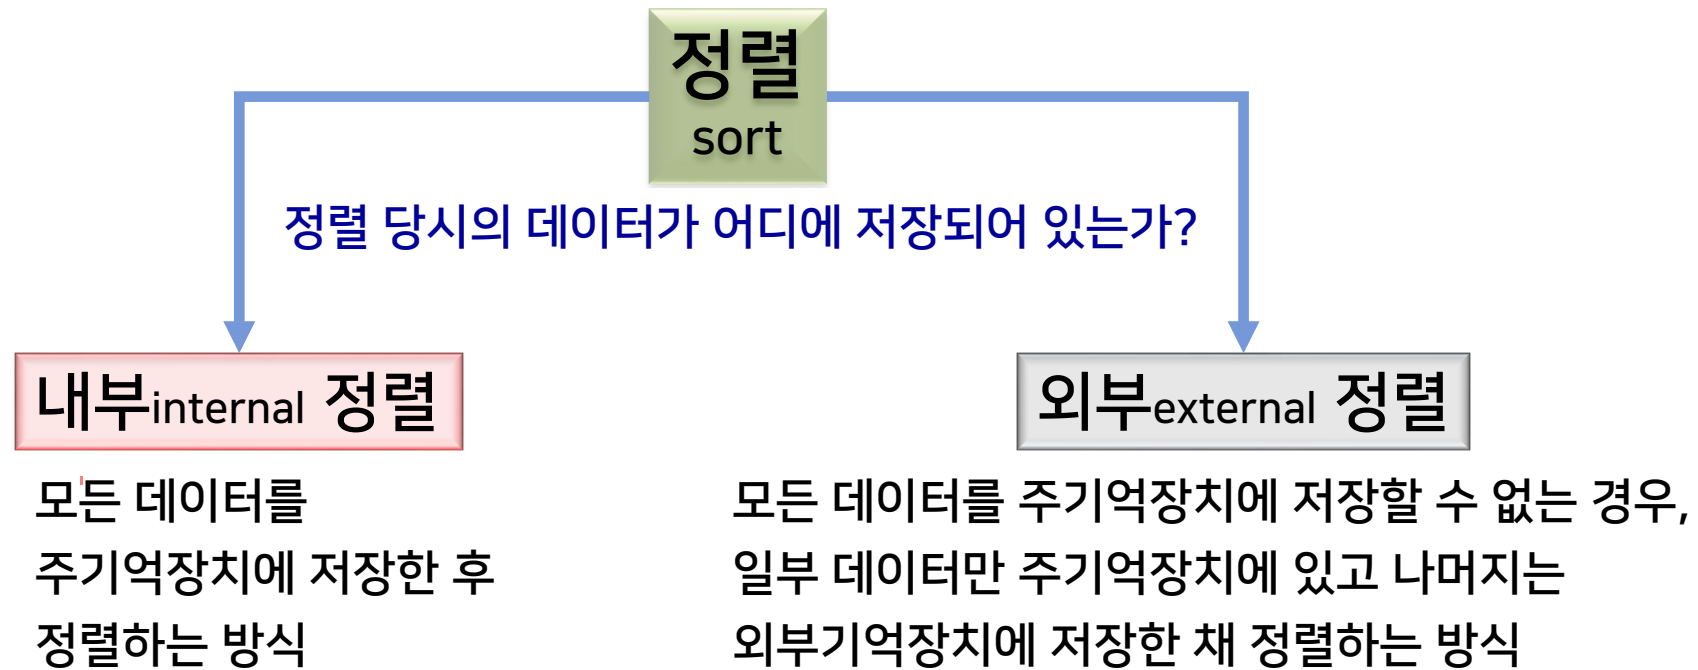 정렬
sort
정렬 당시의 데이터가 어디에 저장되어 있는가?
내부internal 정렬
모든 데이터를
주기억장치에 저장한 후
정렬하는 방식
외부external 정렬
모든 데이터를 주기억장치에 저장할 수 없는 경우,
일부 데이터만 주기억장치에 있고 나머지는
외부기억장치에 저장한 채 정렬하는 방식